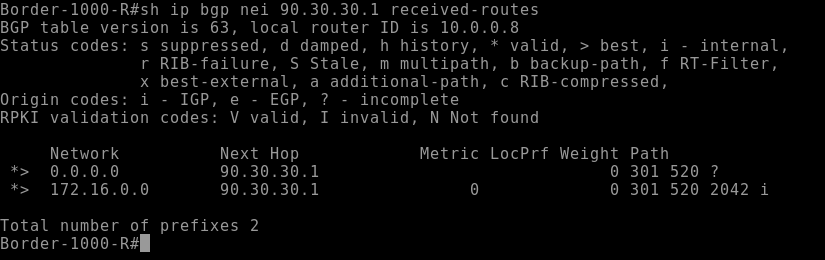 Border-1000-R#sh ip bgp nei 90.30.30.1 received-routes
BGP table version is 63, local router ID is 10.0.0.8
Status codes: s suppressed, d damped, h history, * valid, > best, i - internal,
              r RIB-failure, S Stale, m multipath, b backup-path, f RT-Filter,
              x best-external, a additional-path, c RIB-compressed,
Origin codes: i - IGP, e - EGP, ? - incomplete
RPKI validation codes: V valid, I invalid, N Not found

     Network          Next Hop            Metric LocPrf Weight Path
 *>  0.0.0.0          90.30.30.1                             0 301 520 ?
 *>  172.16.0.0       90.30.30.1               0             0 301 520 2042 i

Total number of prefixes 2
Border-1000-R#